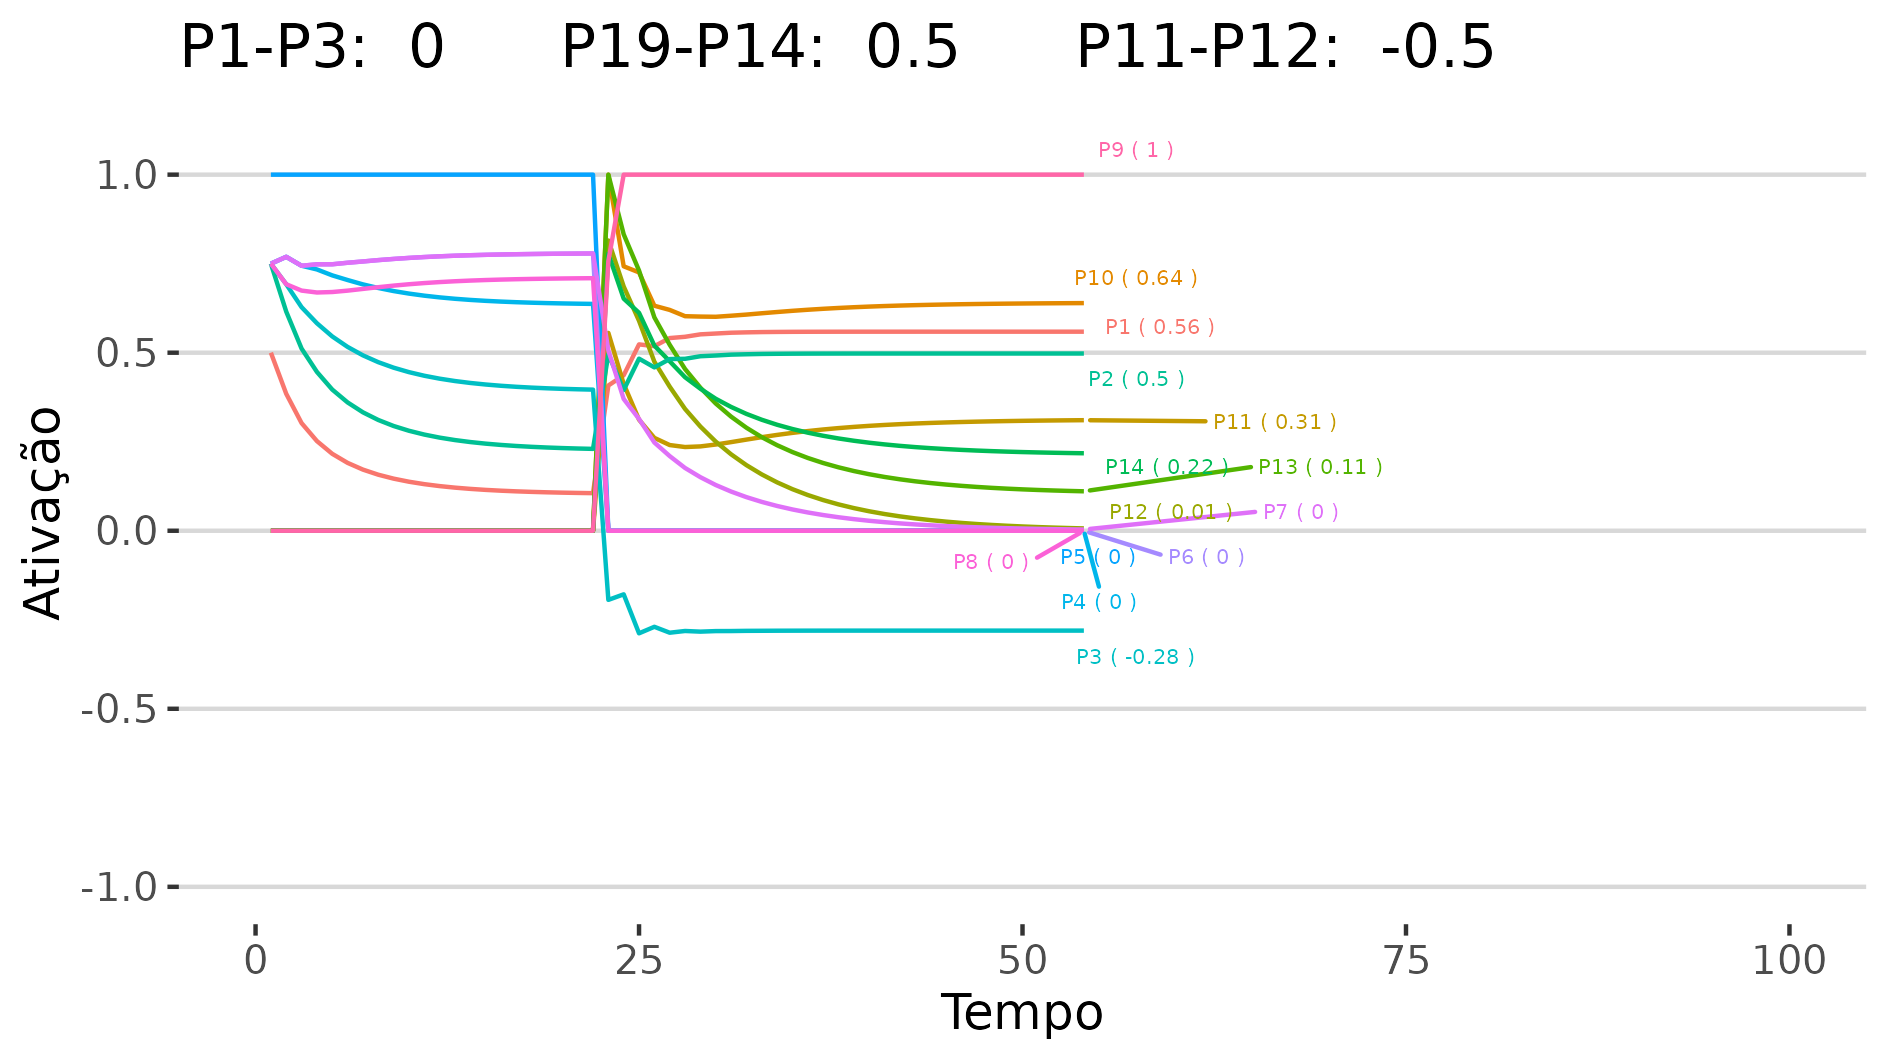 P1-P3:  0      P19-P14:  0.5      P11-P12:  -0.5
P9 ( 1 )
1.0
P10 ( 0.64 )
P1 ( 0.56 )
0.5
P2 ( 0.5 )
P11 ( 0.31 )
P14 ( 0.22 ) P13 ( 0.11 )
P12 ( 0.01 ) P7 ( 0 )
0.0
P8 ( 0 ) P5 ( 0 ) P6 ( 0 )
P4 ( 0 )
P3 ( -0.28 )
-0.5
-1.0
Ativação
0 25 50 75 100
Tempo